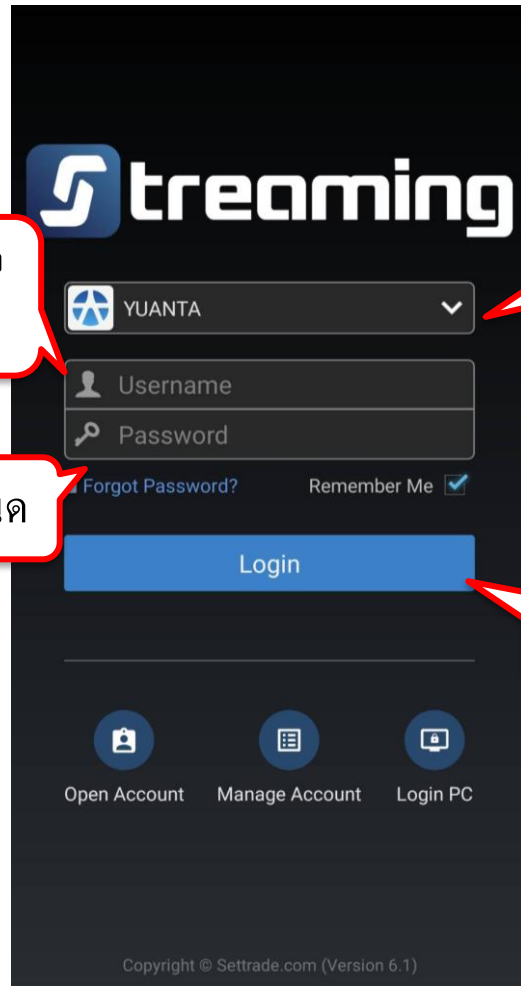 Streaming
YUANTA
Username
Password
Forgot Password?
Remember Me
Login
Open Account
Manage Account
Login PC
Copyright © Settrade.com (Version 6.1)